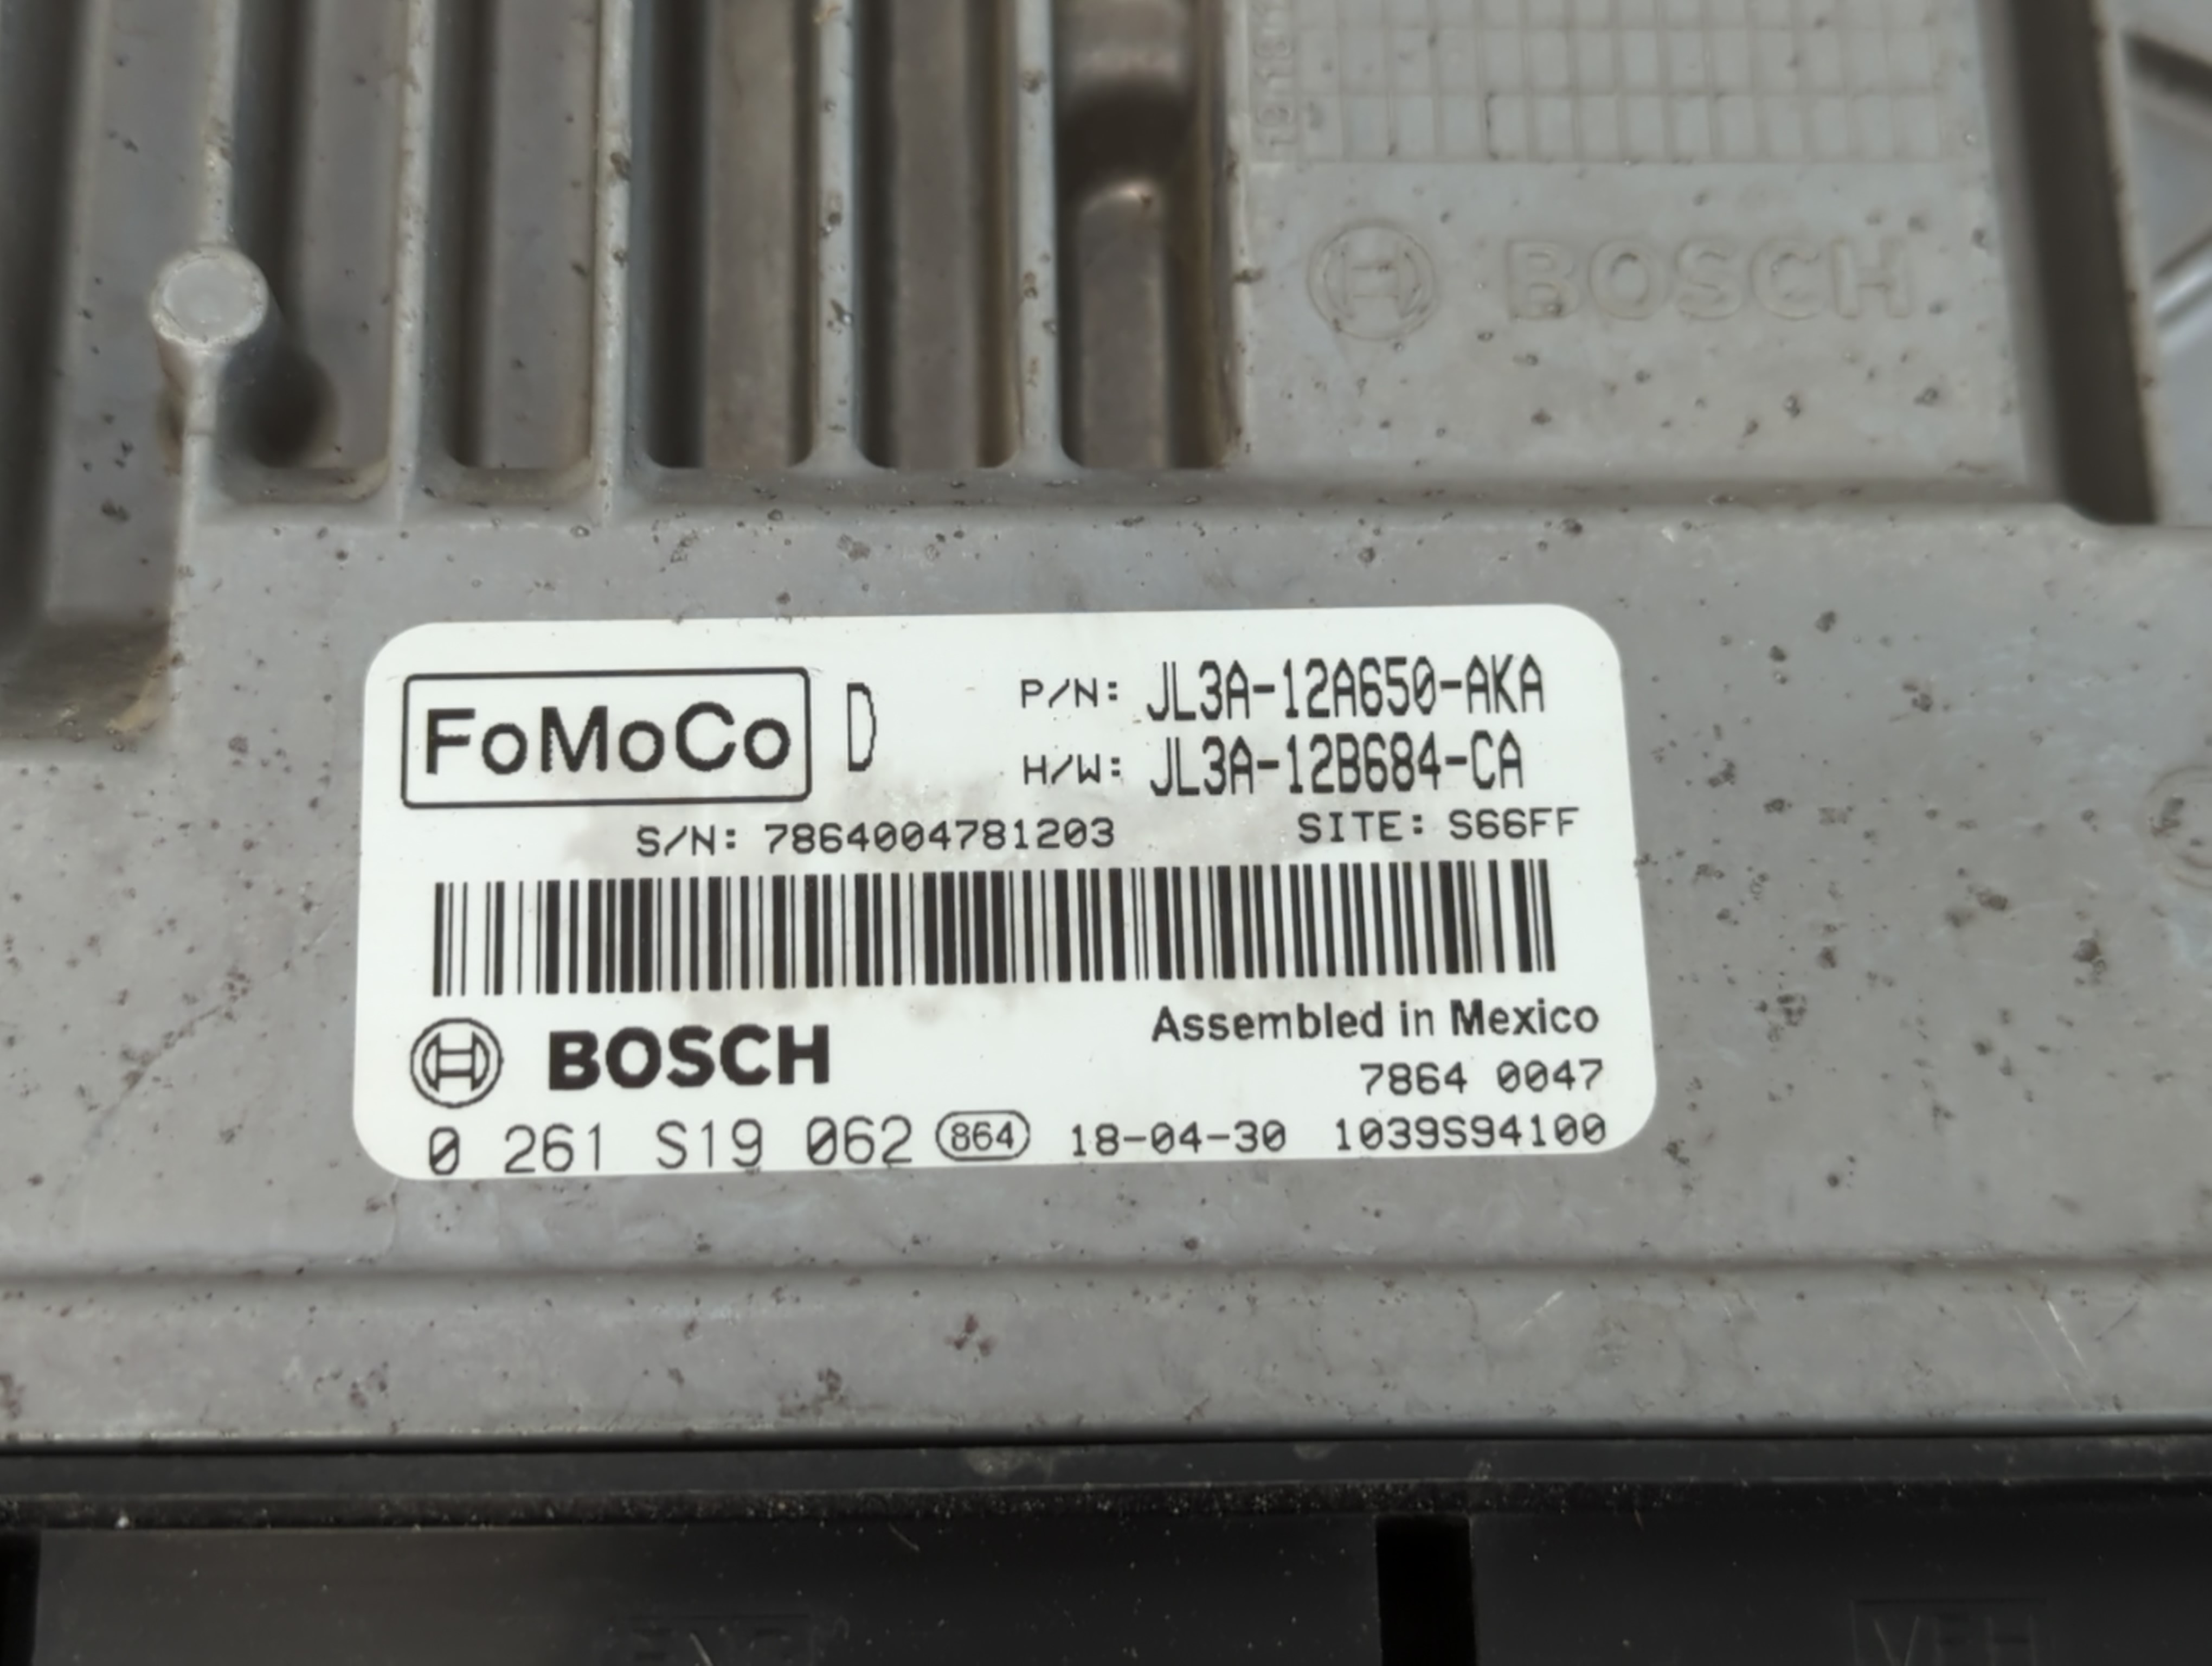 BOSCH
FoMoCo D
P/N: JL3A-12A650-AKA
H/W: JL3A-12B684-CA
S/N: 7864004781203 SITE: S66FF
BOSCH
Assembled in Mexico
7864 0047
0 261 S19 062 864 18-04-30 1039S94100